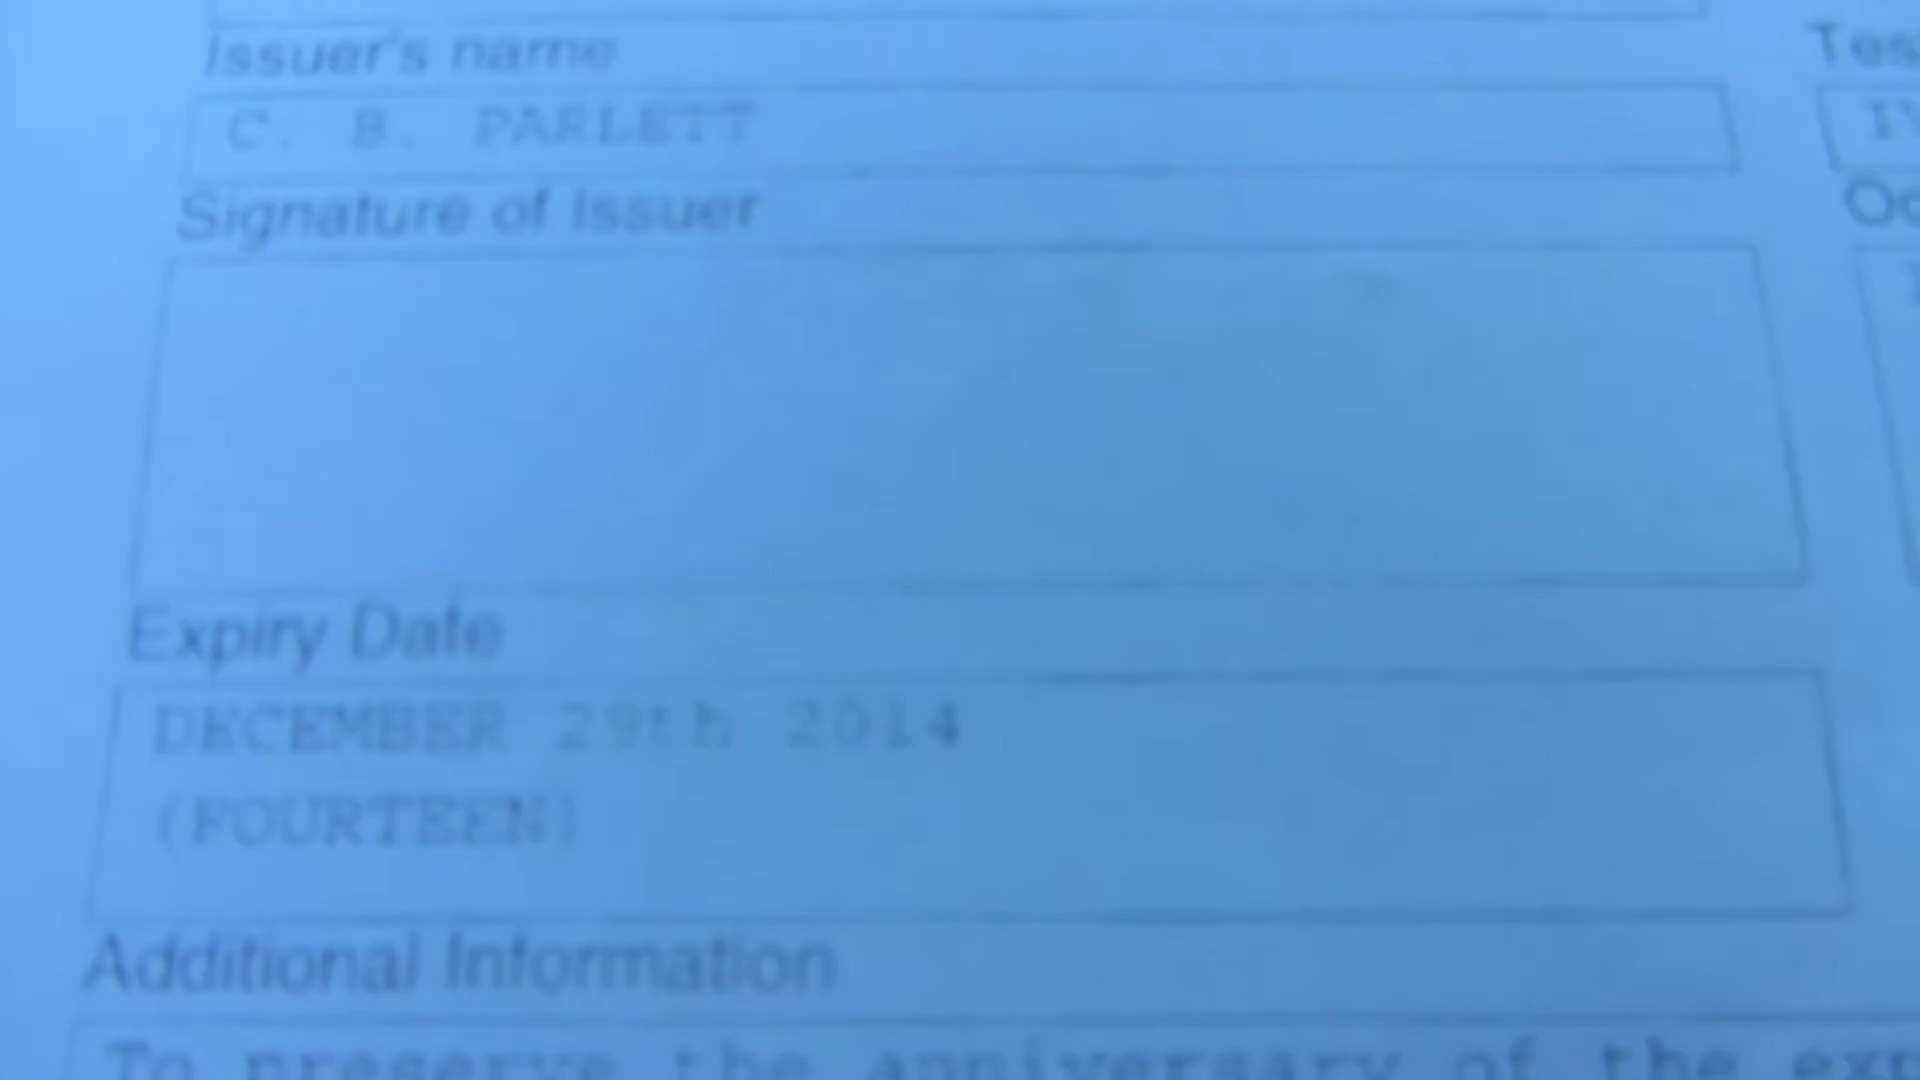 Issuer's name
C. B. PARLETT
Signature of Issuer
Expiry Date
DECEMBER 29th 2014
(FOURTEEN)
Additional Information
To preserve the anniversary of the